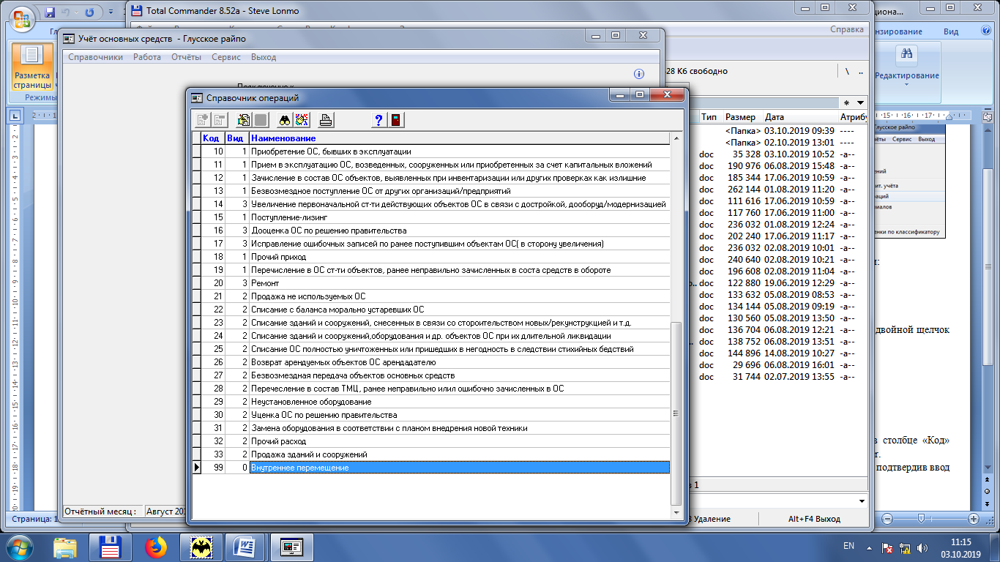 Total Commander 8.52a - Steve Lonmo
Справка
Учёт основных средств - Глусское райпо
Справочники Работа Отчёты Сервис Выход
Разметка страницы
Режимы
Вид
Редактирование
28 Кб свободно
\ ..
Справочник операций
Код Вид Наименование
10 1 Приобретение ОС, бывших в эксплуатации
11 1 Прием в эксплуатацию ОС, возведенных, сооруженных или приобретенных за счет капитальных вложений
12 1 Зачисление в состав ОС объектов, выявленных при инвентаризации или других проверках как излишние
13 1 Безвозмездное поступление ОС от других организаций/предприятий
14 3 Увеличение первоначальной ст-ти действующих объектов ОС в связи с достройкой, дооборуд/модернизацией
15 1 Поступление-лизинг
16 3 Дооценка ОС по решению правительства
17 3 Исправление ошибочных записей по ранее поступившим объектам ОС( в сторону увеличения)
18 1 Прочий приход
19 1 Перечисление в ОС ст-ти объектов, ранее неправильно зачисленных в соста средств в обороте
20 3 Ремонт
21 2 Продажа не используемых ОС
22 2 Списание с баланса морально устаревших ОС
23 2 Списание зданий и сооружений, снесенных в связи со стороительством новых/рекунструкцией и т.д.
24 2 Списание зданий и сооружений,оборудования и др. объектов ОС при их длительной ликвидации
25 2 Списание ОС полностью уничтоженных или пришедших в негодность в следствии стихийных бедствий
26 2 Возврат арендуемых объектов ОС арендадателю
27 2 Безвозмездная передача объектов основных средств
28 2 Перечесление в состав ТМЦ, ранее неправильно илил ошибочно зачисленных в ОС
29 2 Неустановленное оборудование
30 2 Уценка ОС по решению правительства
31 2 Замена оборудования в соответствии с планом внедрения новой техники
32 2 Прочий расход
33 2 Продажа зданий и сооружений
99 0 Внутреннее перемещение
Тип Размер Дата Атрибу
<Папка> 03.10.2019 09:39 ----
<Папка> 02.10.2019 13:01 ----
doc 35 328 03.10.2019 10:52 -a--
doc 190 976 06.08.2019 15:48 -a--
doc 185 344 17.06.2019 10:59 -a--
doc 262 144 01.08.2019 11:20 -a--
doc 111 616 17.06.2019 10:59 -a--
doc 117 760 17.06.2019 11:00 -a--
doc 236 032 01.08.2019 12:24 -a--
doc 202 240 17.06.2019 11:17 -a--
doc 236 032 02.08.2019 10:01 -a--
doc 240 640 02.08.2019 10:21 -a--
doc 196 608 02.08.2019 11:04 -a--
doc 122 880 19.06.2019 12:29 -a--
doc 133 632 05.08.2019 08:53 -a--
doc 134 144 05.08.2019 09:19 -a--
doc 130 560 05.08.2019 13:50 -a--
doc 136 704 06.08.2019 12:21 -a--
doc 138 752 06.08.2019 13:51 -a--
doc 144 896 14.08.2019 10:27 -a--
doc 29 696 06.08.2019 16:01 -a--
doc 31 744 02.07.2019 13:55 -a--
Глусское райпо
Сервис Выход
ит. учёта
енки по классификатору
двойной щелчок
в столбце «Код»
подтвердив ввод
Отчётный месяц : Август 20
Удаление Alt+F4 Выход
Страница: 1
EN
11:15
03.10.2019